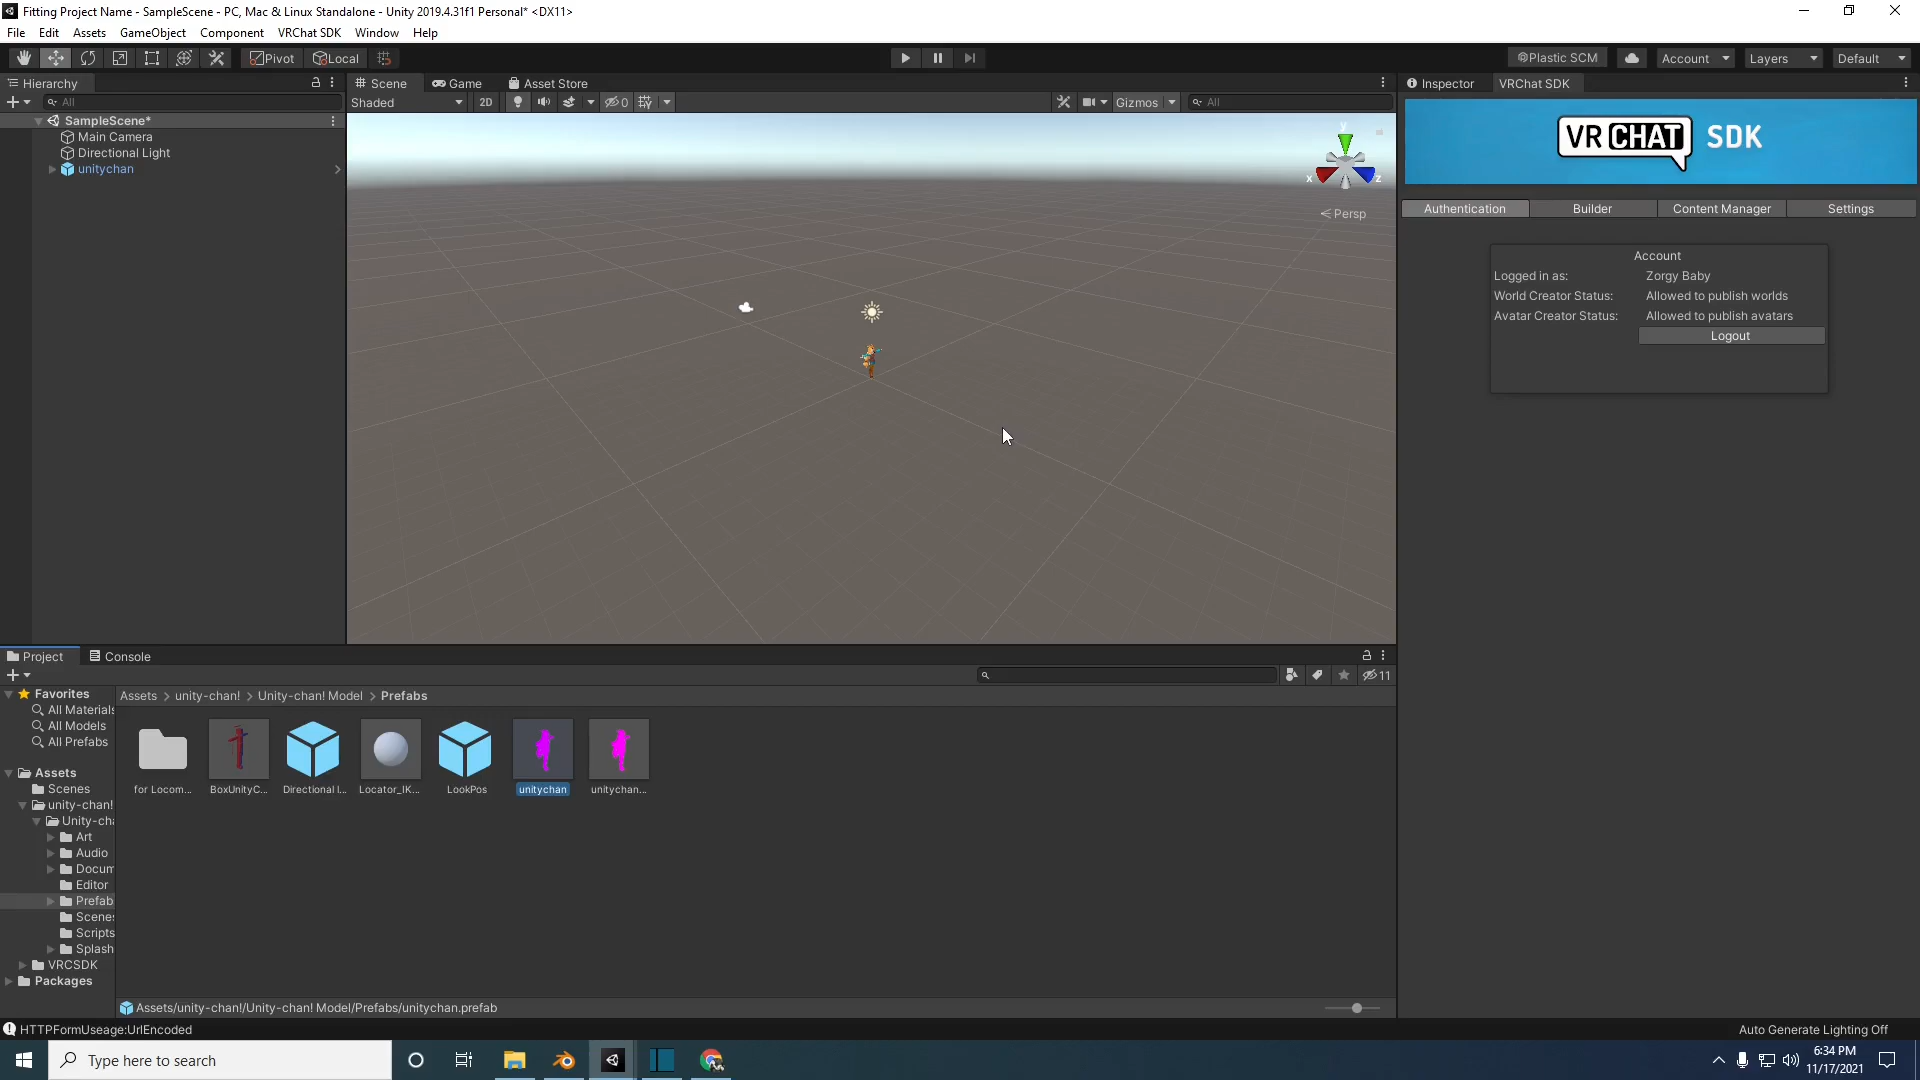 Fitting Project Name - SampleScene - PC, Mac & Linux Standalone - Unity 2019.4.31f1 Personal* <DX11>
File Edit Assets GameObject Component VRChat SDK Window Help
Pivot Local Plastic SCM Account Layers Default
Hierarchy
All
SampleScene*
Main Camera
Directional Light
unitychan
Scene Game Asset Store
Shaded 2D 0 Gizmos All
y
x z
Persp
Inspector VRChat SDK
VRCHAT SDK
Authentication Builder Content Manager Settings
Account
Logged in as: Zorgy Baby
World Creator Status: Allowed to publish worlds
Avatar Creator Status: Allowed to publish avatars
Logout
Project Console
11
Favorites
All Materials
All Models
All Prefabs
Assets
Scenes
unity-chan!
Unity-cha
Art
Audio
Docum
Editor
Prefab
Scenes
Scripts
Splash
VRCSDK
Packages
Assets > unity-chan! > Unity-chan! Model > Prefabs
for Locom... BoxUnityC... Directional l... Locator_IK... LookPos unitychan unitychan...
Assets/unity-chan!/Unity-chan! Model/Prefabs/unitychan.prefab
HTTPFormUseage:UrlEncoded
Auto Generate Lighting Off
Type here to search
6:34 PM
11/17/2021